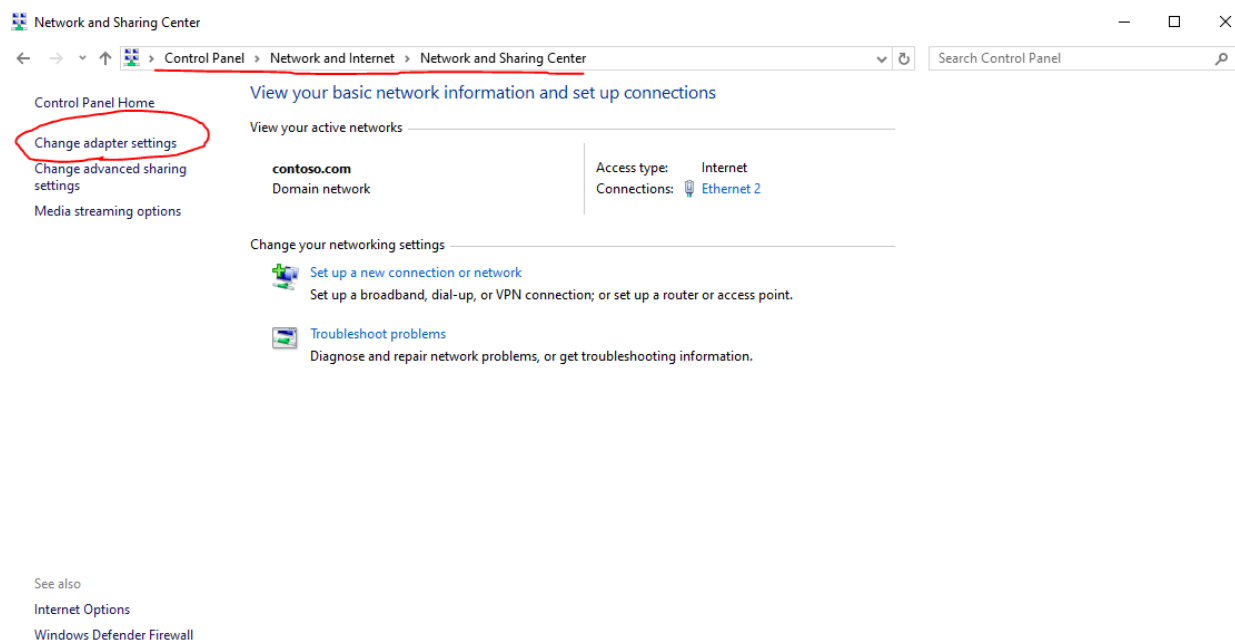 Network and Sharing Center
Control Panel > Network and Internet > Network and Sharing Center
Search Control Panel
Control Panel Home
Change adapter settings
Change advanced sharing
settings
Media streaming options
View your basic network information and set up connections
View your active networks
contoso.com
Domain network
Access type: Internet
Connections: Ethernet 2
Change your networking settings
Set up a new connection or network
Set up a broadband, dial-up, or VPN connection; or set up a router or access point.
Troubleshoot problems
Diagnose and repair network problems, or get troubleshooting information.
See also
Internet Options
Windows Defender Firewall